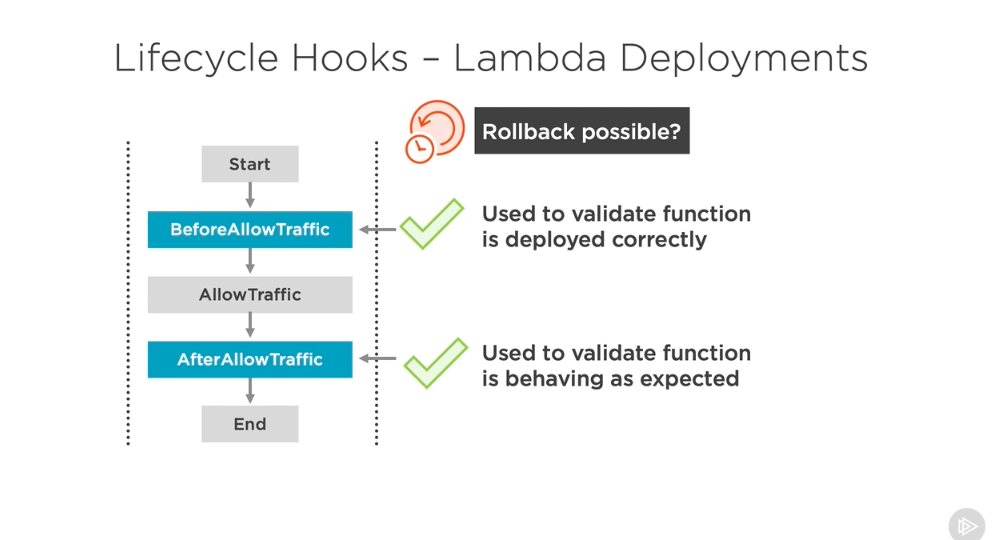 Lifecycle Hooks – Lambda Deployments
Rollback possible?
Start
BeforeAllowTraffic
Used to validate function
is deployed correctly
AllowTraffic
AfterAllowTraffic
Used to validate function
is behaving as expected
End